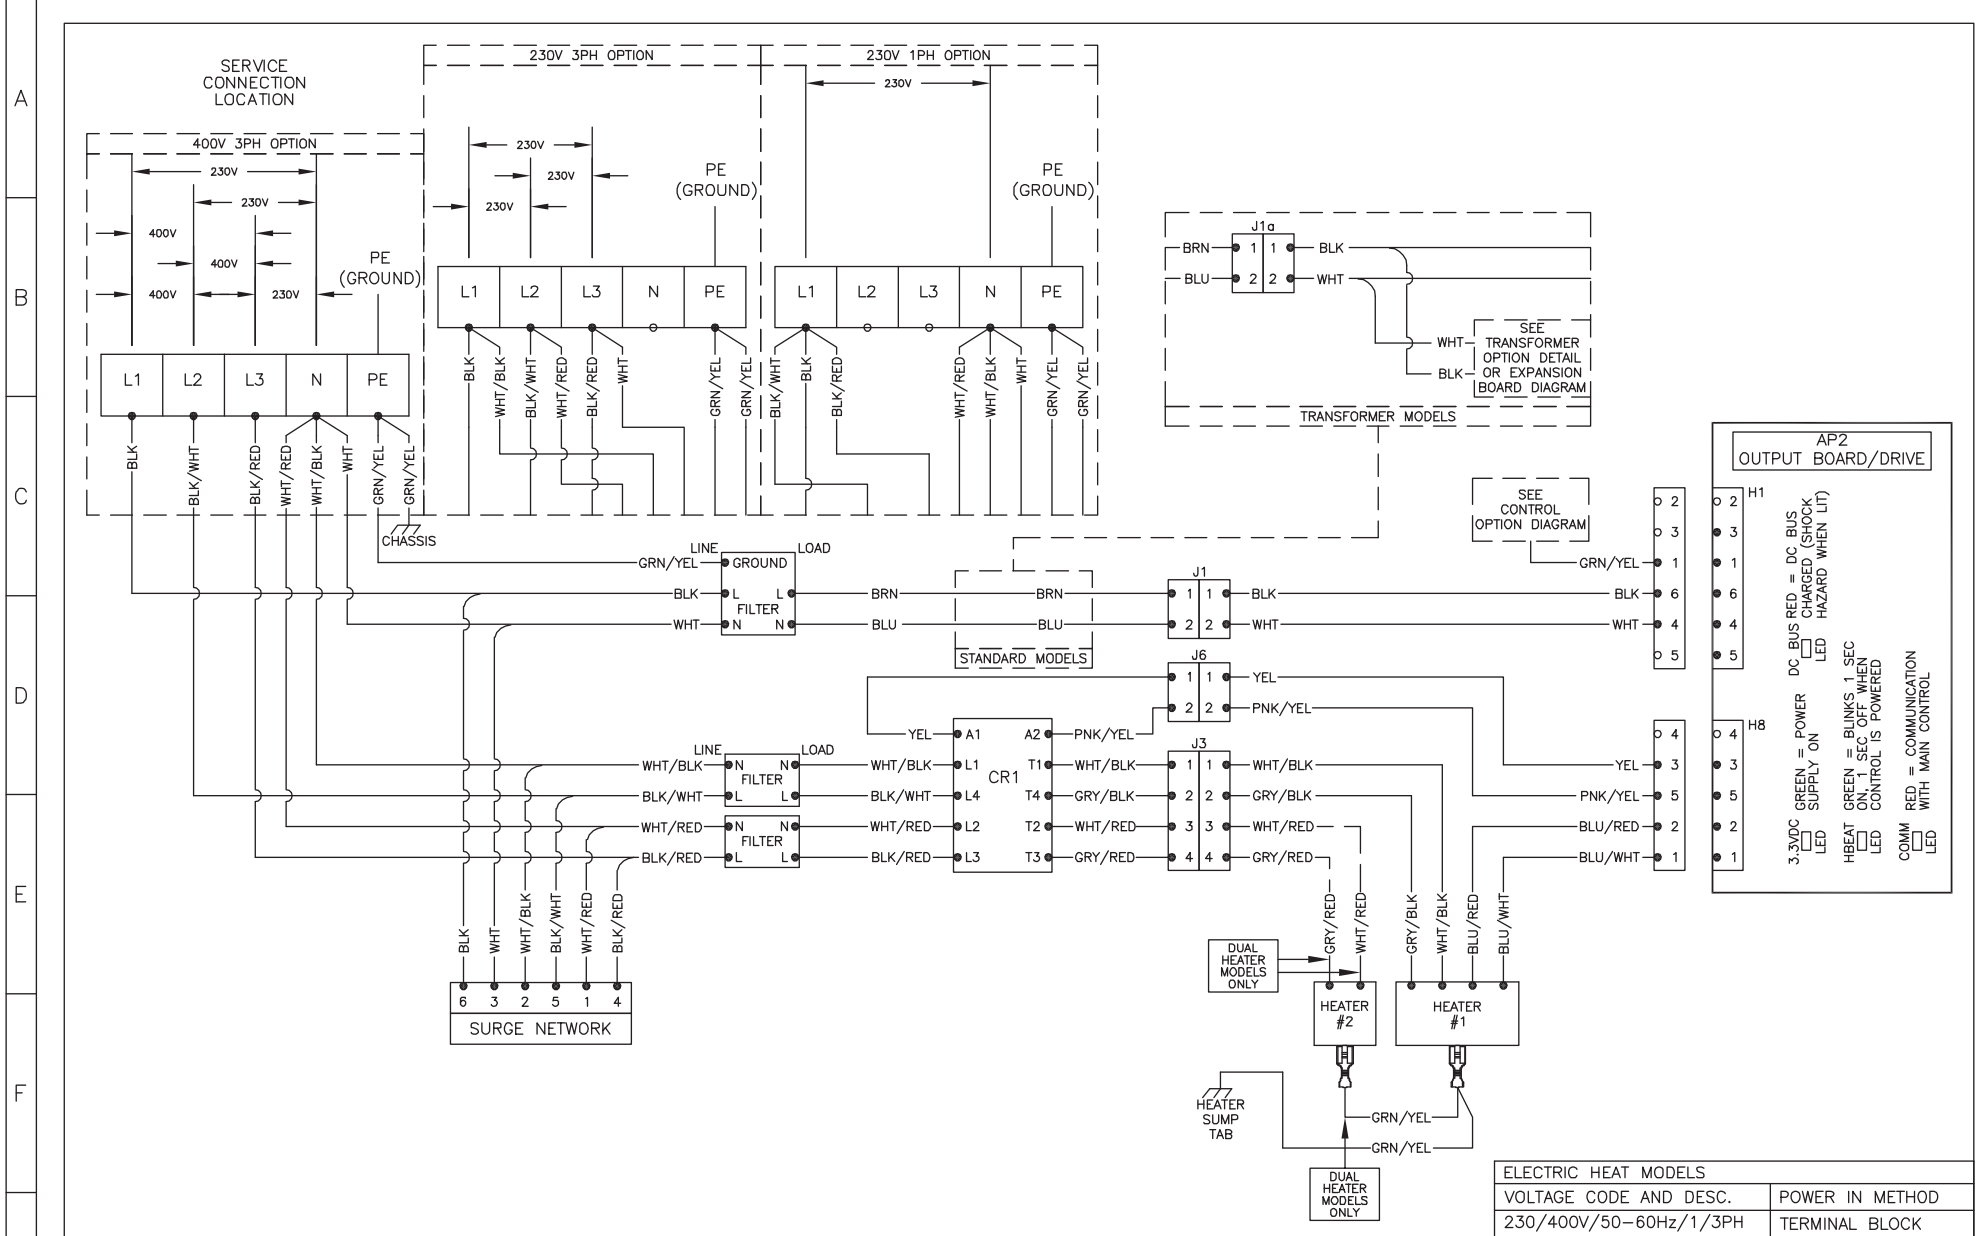 A
B
C
D
E
F
SERVICE
CONNECTION
LOCATION
400V 3PH OPTION
230V
230V
400V
400V
400V
230V
PE
(GROUND)
L1 L2 L3 N PE
BLK
BLK/WHT
BLK/RED
WHT/RED
WHT/BLK
WHT
GRN/YEL
GRN/YEL
CHASSIS
230V 3PH OPTION
230V
230V
230V
PE
(GROUND)
L1 L2 L3 N PE
BLK
WHT/BLK
BLK/WHT
WHT/RED
BLK/RED
WHT
GRN/YEL
GRN/YEL
230V 1PH OPTION
230V
PE
(GROUND)
L1 L2 L3 N PE
BLK/WHT
BLK
BLK/RED
WHT/RED
WHT/BLK
WHT
GRN/YEL
GRN/YEL
J1a
BRN 1 1 BLK
BLU 2 2 WHT
WHT
BLK
SEE
TRANSFORMER
OPTION DETAIL
OR EXPANSION
BOARD DIAGRAM
TRANSFORMER MODELS
SEE
CONTROL
OPTION DIAGRAM
LINE LOAD
GRN/YEL GROUND
BLK L L BRN BRN
FILTER
WHT N N BLU BLU
STANDARD MODELS
J1
1 1 BLK
2 2 WHT
J6
1 1 YEL
2 2 PNK/YEL
YEL A1 A2 PNK/YEL
CR1
LINE LOAD
WHT/BLK N N WHT/BLK L1 T1 WHT/BLK
FILTER
BLK/WHT L L BLK/WHT L4 T4 GRY/BLK
WHT/RED N N WHT/RED L2 T2 WHT/RED
FILTER
BLK/RED L L BLK/RED L3 T3 GRY/RED
J3
1 1 WHT/BLK
2 2 GRY/BLK
3 3 WHT/RED
4 4 GRY/RED
BLK
WHT
WHT/BLK
BLK/WHT
WHT/RED
BLK/RED
6 3 2 5 1 4
SURGE NETWORK
AP2
OUTPUT BOARD/DRIVE
H1
2 2
3 3
GRN/YEL 1 1
BLK 6 6
WHT 4 4
5 5
H8
4 4
YEL 3 3
PNK/YEL 5 5
BLU/RED 2 2
BLU/WHT 1 1
DC BUS RED = DC BUS
CHARGED (SHOCK
LED HAZARD WHEN LIT)
3.3VDC GREEN = POWER
LED SUPPLY ON
HBEAT GREEN = BLINKS 1 SEC
ON, 1 SEC OFF WHEN
LED CONTROL IS POWERED
COMM RED = COMMUNICATION
LED WITH MAIN CONTROL
GRY/RED
WHT/RED
GRY/BLK
WHT/BLK
BLU/RED
BLU/WHT
DUAL
HEATER
MODELS
ONLY
HEATER
#2
HEATER
#1
HEATER
SUMP
TAB
GRN/YEL
GRN/YEL
DUAL
HEATER
MODELS
ONLY
ELECTRIC HEAT MODELS
VOLTAGE CODE AND DESC. POWER IN METHOD
230/400V/50-60Hz/1/3PH TERMINAL BLOCK